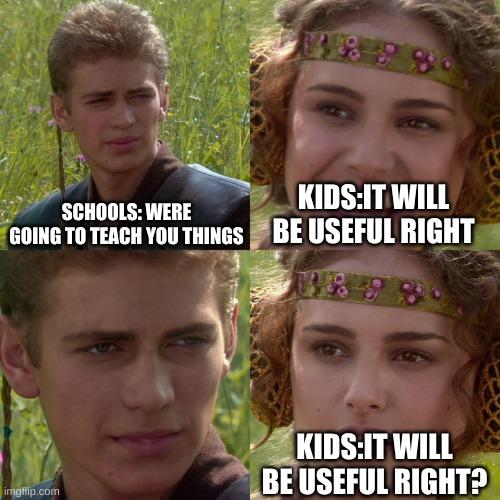 SCHOOLS: WERE
GOING TO TEACH YOU THINGS
KIDS:IT WILL
BE USEFUL RIGHT
KIDS:IT WILL
BE USEFUL RIGHT?
imgflip.com